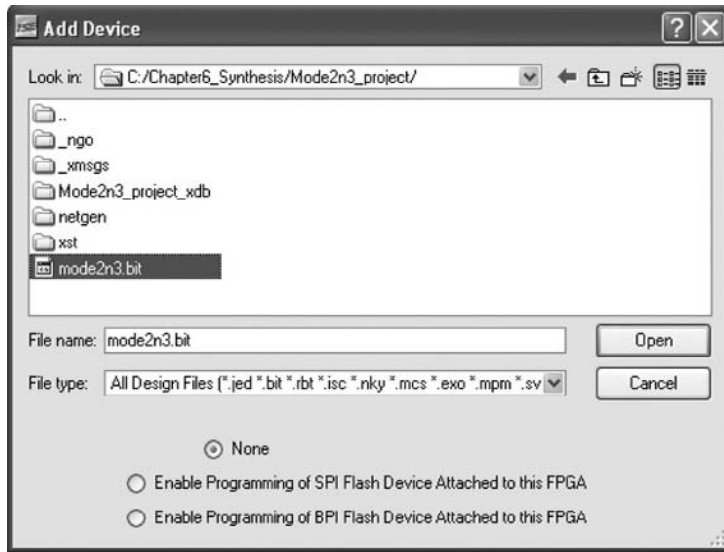 ISE Add Device
Look in: C:/Chapter6_Synthesis/Mode2n3_project/
..
_ngo
_xmsgs
Mode2n3_project_xdb
netgen
xst
mode2n3.bit
File name: mode2n3.bit Open
File type: All Design Files (*.jed *.bit *.rbt *.isc *.nky *.mcs *.exo *.mpm *.sv Cancel
None
Enable Programming of SPI Flash Device Attached to this FPGA
Enable Programming of BPI Flash Device Attached to this FPGA